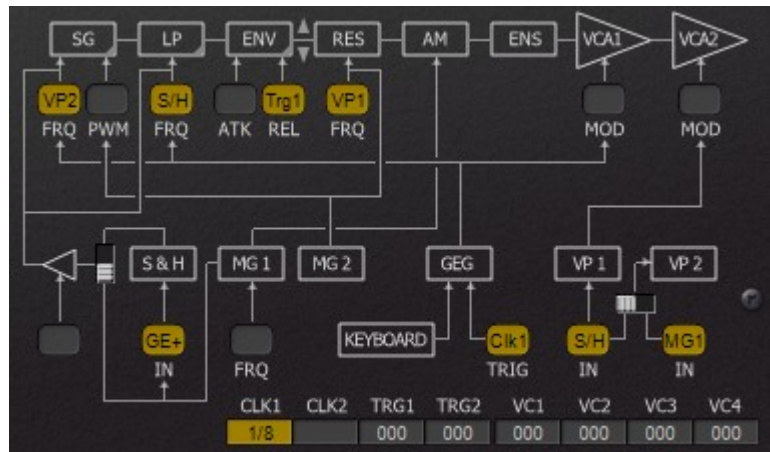 SG LP ENV RES AM ENS VCA1 VCA2
VP2 S/H Trg1 VP1
FRQ PWM FRQ ATK REL FRQ MOD MOD
S & H MG 1 MG 2 GEG VP 1 VP 2
GE+ KEYBOARD Clk1 S/H MG1
IN FRQ TRIG IN IN
CLK1 CLK2 TRG1 TRG2 VC1 VC2 VC3 VC4
1/8 000 000 000 000 000 000